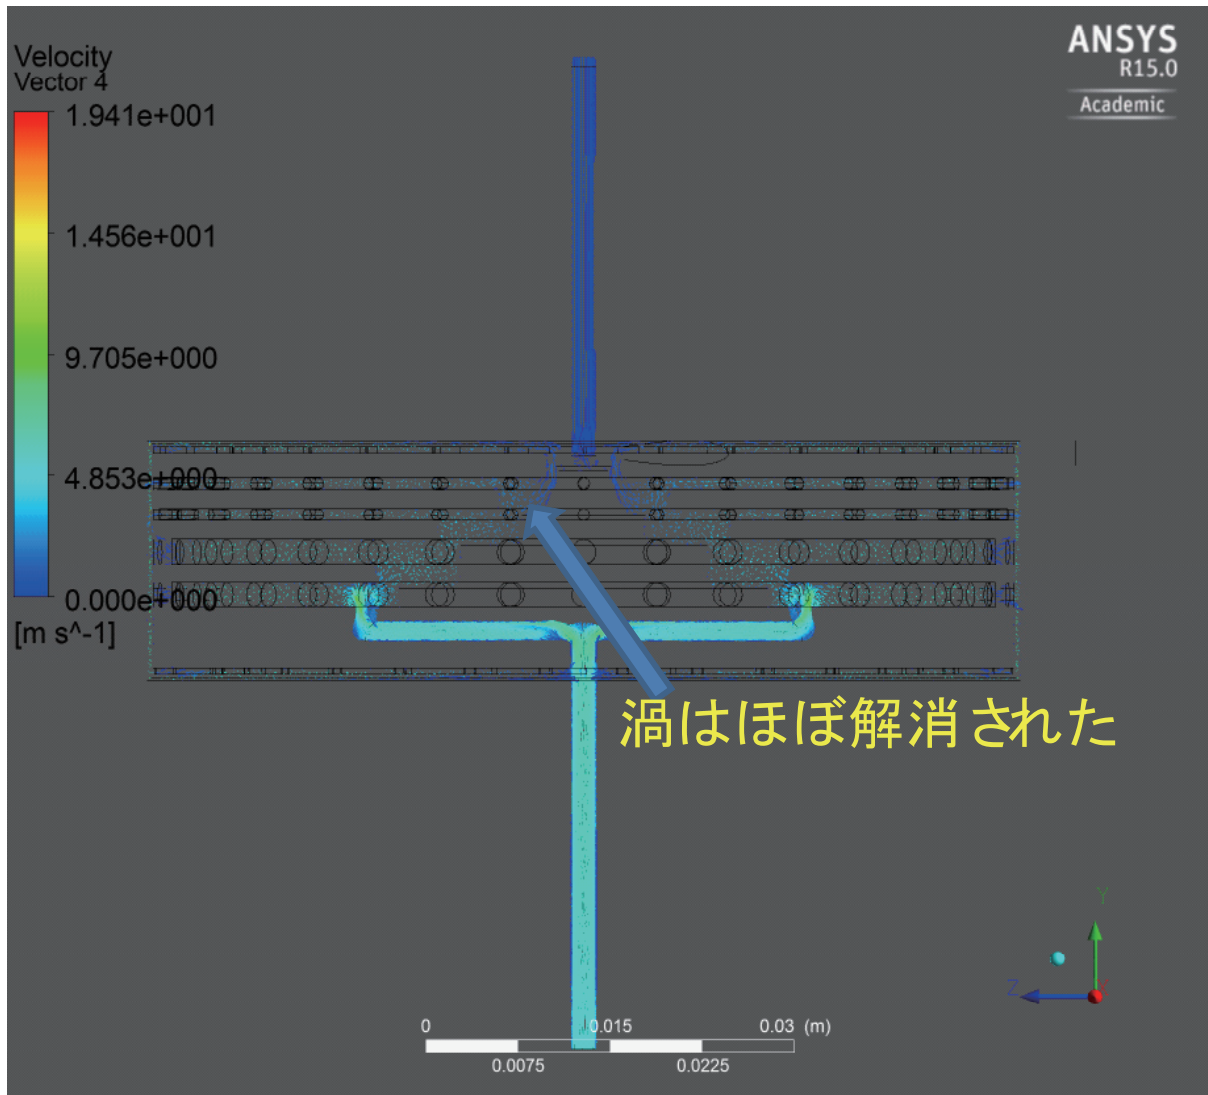 Velocity
Vector 4
ANSYS
R15.0
Academic
1.941e+001
1.456e+001
9.705e+000
4.853e+000
0.000e+000
[m s^-1]
渦はほぼ解消された
Y
Z
0 0.015 0.03 (m)
0.0075 0.0225